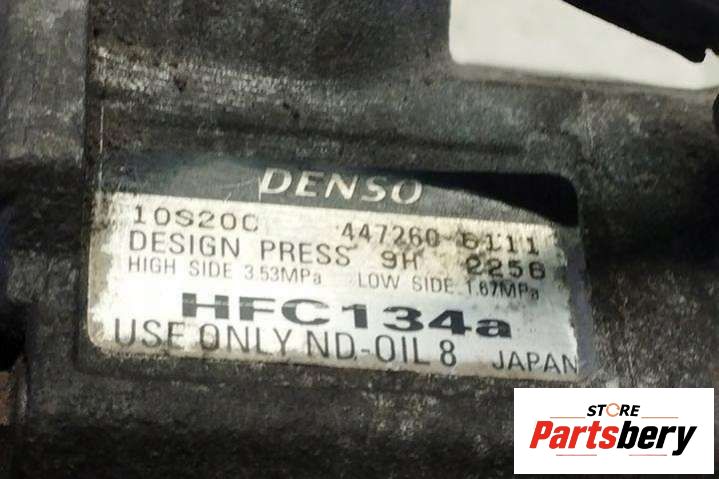 DENSO
10S20C 447260-6111
DESIGN PRESS 9H 2256
HIGH SIDE 3.53MPa LOW SIDE 1.67MPa
HFC134a
USE ONLY ND-OIL 8 JAPAN
STORE
Partsbery